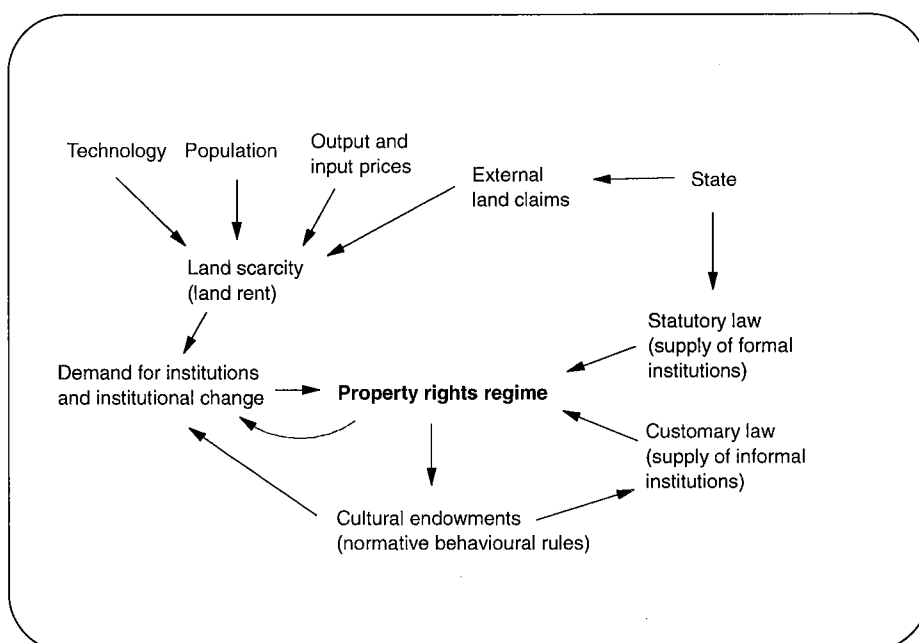 Technology
Population
Output and
input prices
External
land claims
State
Land scarcity
(land rent)
Statutory law
(supply of formal
institutions)
Demand for institutions
and institutional change
Property rights regime
Customary law
(supply of informal
institutions)
Cultural endowments
(normative behavioural rules)